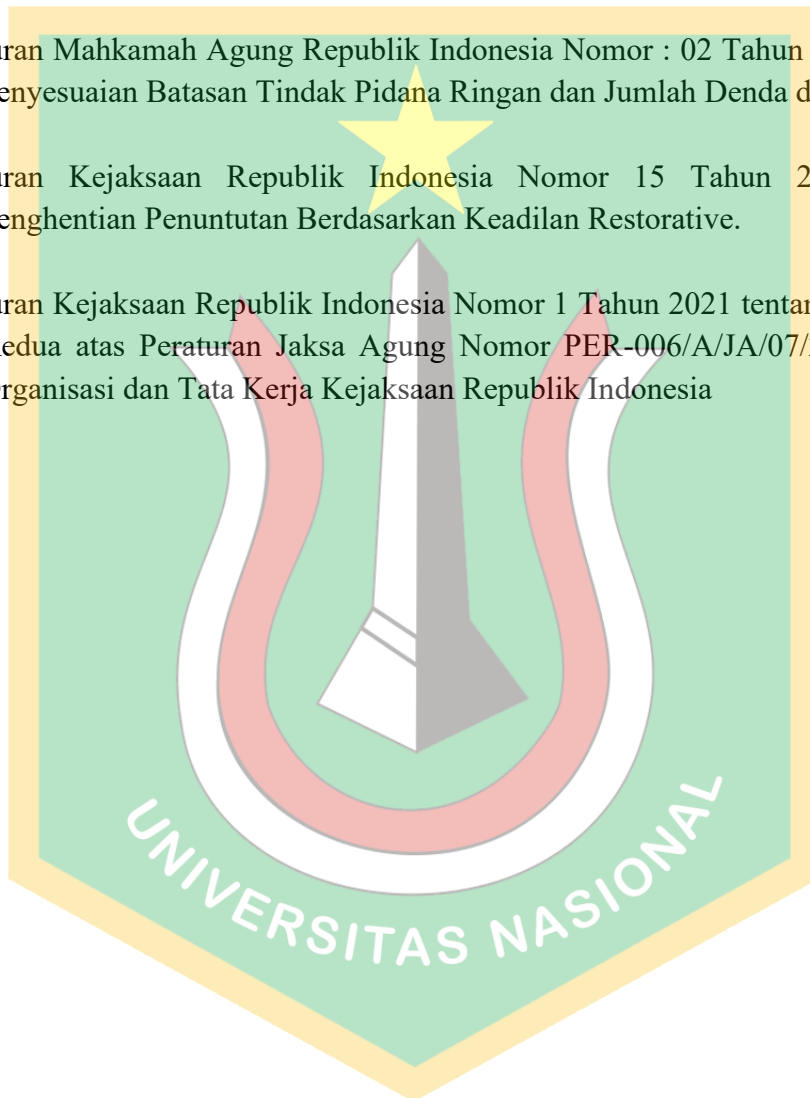 uran Mahkamah Agung Republik Indonesia Nomor : 02 Tahun
enyesuaian Batasan Tindak Pidana Ringan dan Jumlah Denda d
uran Kejaksaan Republik Indonesia Nomor 15 Tahun 2
enghentian Penuntutan Berdasarkan Keadilan Restorative.
uran Kejaksaan Republik Indonesia Nomor 1 Tahun 2021 tentan
edua atas Peraturan Jaksa Agung Nomor PER-006/A/JA/07/
rganisasi dan Tata Kerja Kejaksaan Republik Indonesia
UNIVERSITAS NASIONAL